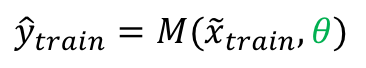 ŷ_train = M(x̃_train, θ)